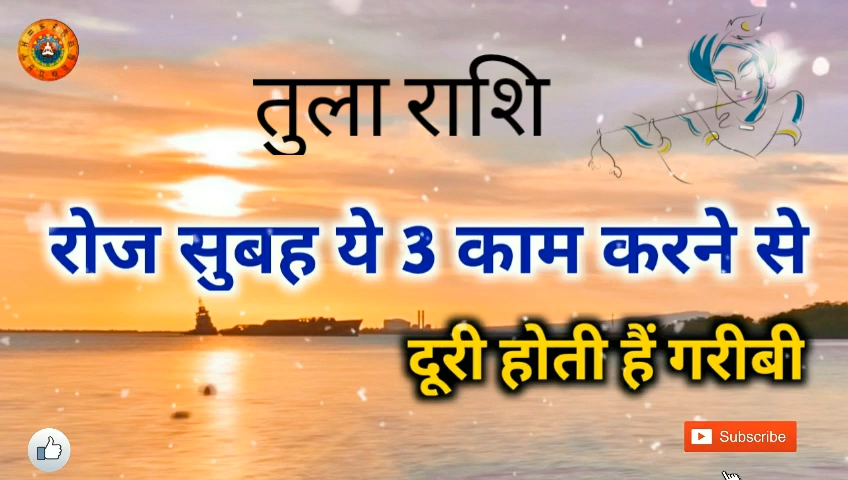 तुला राशि
रोज सुबह ये 3 काम करने से
दूरी होती हैं गरीबी
Subscribe